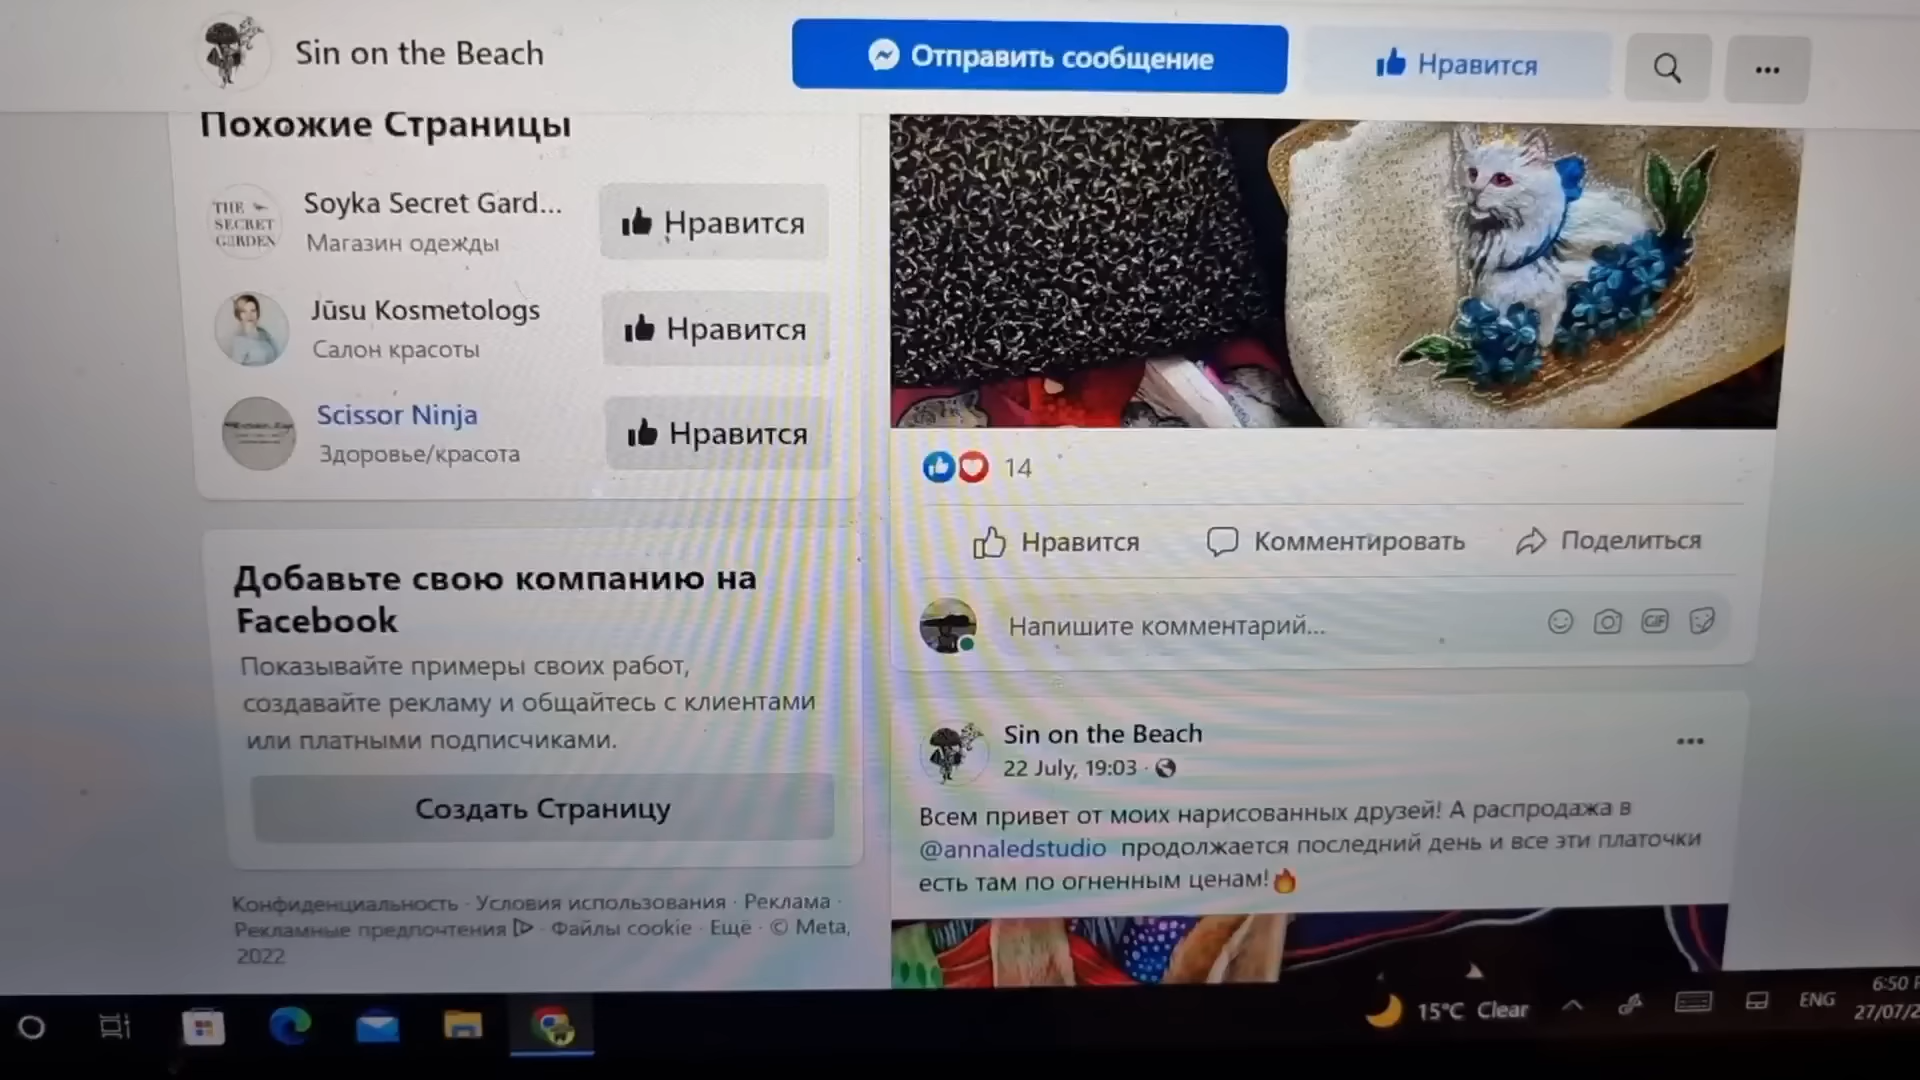 Sin on the Beach
Отправить сообщение
Нравится
Похожие Страницы
THE SECRET GARDEN
Soyka Secret Gard...
Магазин одежды
Нравится
Jūsu Kosmetologs
Салон красоты
Нравится
Scissor Ninja
Здоровье/красота
Нравится
Добавьте свою компанию на
Facebook
Показывайте примеры своих работ,
создавайте рекламу и общайтесь с клиентами
или платными подписчиками.
Создать Страницу
Конфиденциальность · Условия использования · Реклама ·
Рекламные предпочтения · Файлы cookie · Ещё · © Meta,
2022
14
Нравится
Комментировать
Поделиться
Напишите комментарий...
GIF
Sin on the Beach
22 July, 19:03 ·
Всем привет от моих нарисованных друзей! А распродажа в
@annaledstudio продолжается последний день и все эти платочки
есть там по огненным ценам!🔥
15°C Clear
ENG
6:50 P
27/07/2